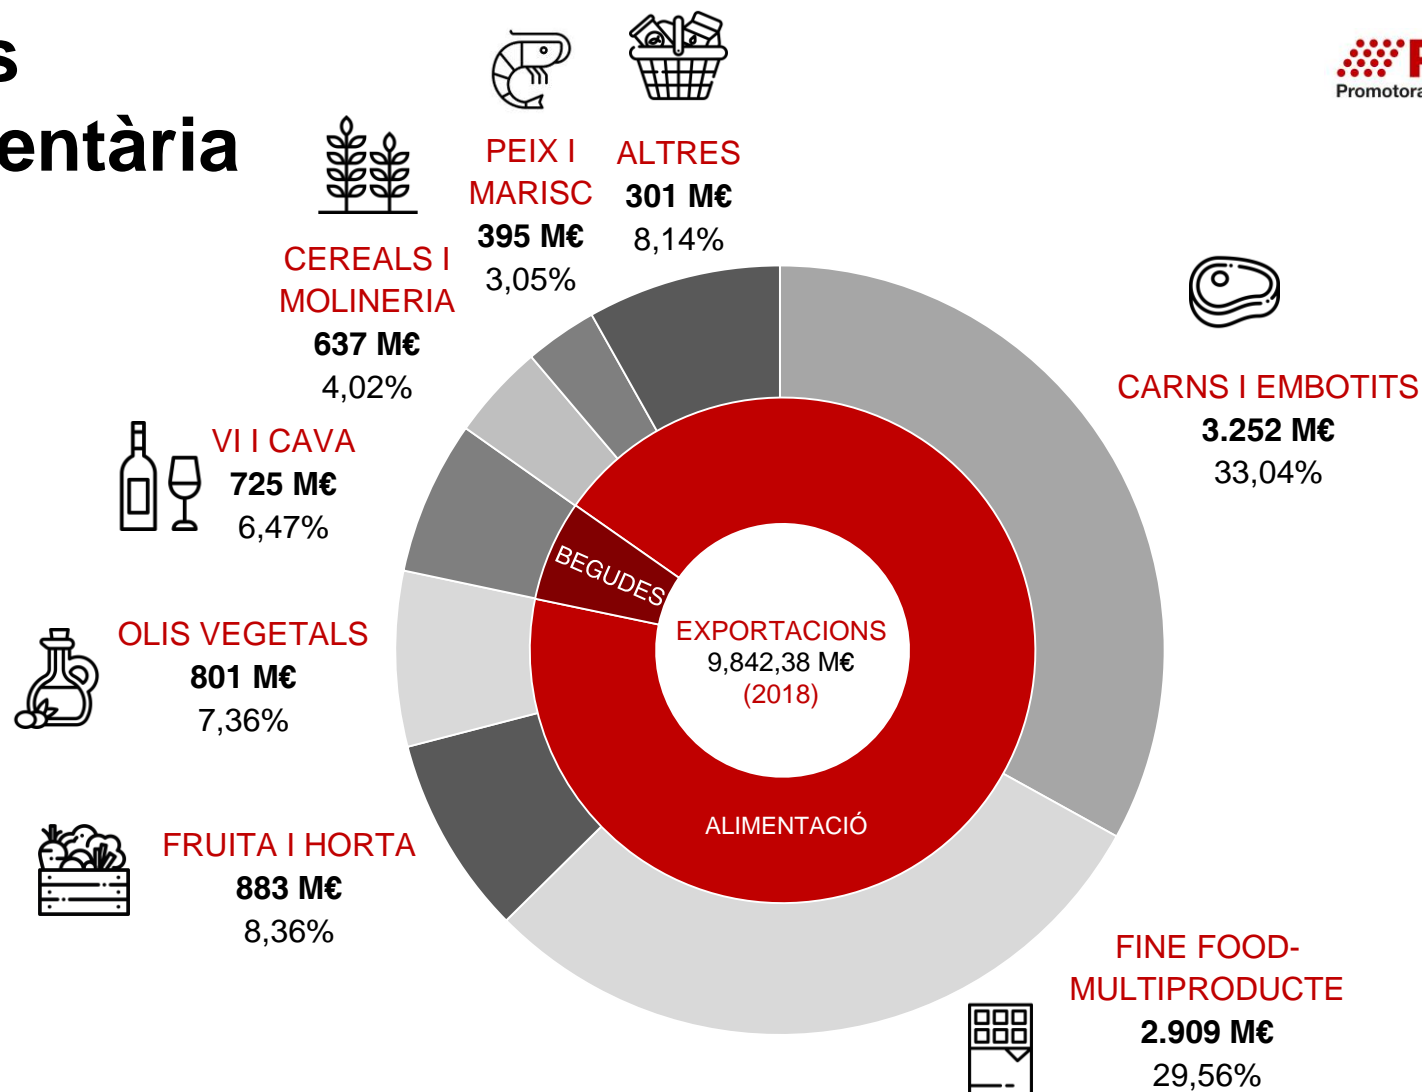 s
entària
Promotora
PEIX I
MARISC
395 M€
3,05%
ALTRES
301 M€
8,14%
CEREALS I
MOLINERIA
637 M€
4,02%
CARNS I EMBOTITS
3.252 M€
33,04%
VI I CAVA
725 M€
6,47%
BEGUDES
EXPORTACIONS
9,842,38 M€
(2018)
OLIS VEGETALS
801 M€
7,36%
ALIMENTACIÓ
FRUITA I HORTA
883 M€
8,36%
FINE FOOD-
MULTIPRODUCTE
2.909 M€
29,56%